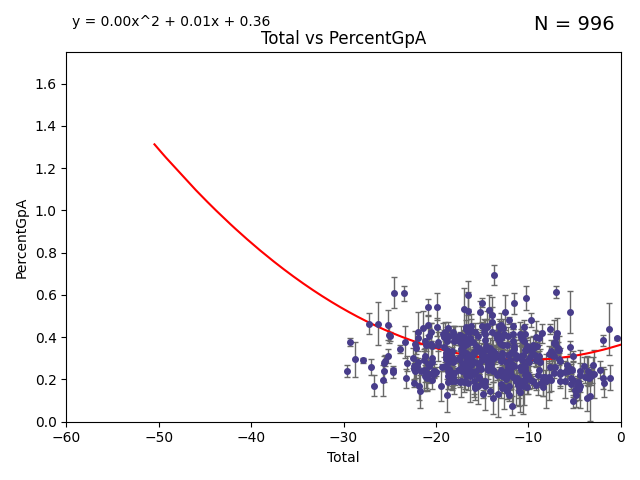 y = 0.00x^2 + 0.01x + 0.36
N = 996
Total vs PercentGpA
PercentGpA
1.6
1.4
1.2
1.0
0.8
0.6
0.4
0.2
0.0
−60 −50 −40 −30 −20 −10 0
Total